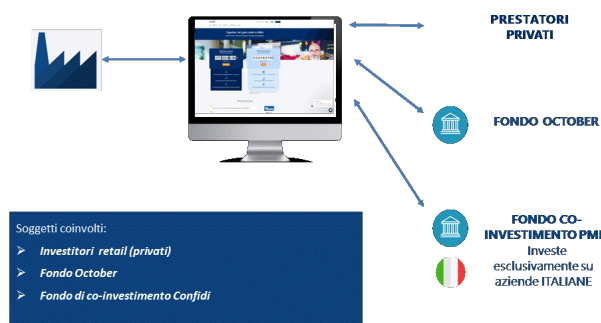 PRESTATORI
PRIVATI
FONDO OCTOBER
FONDO CO-
INVESTIMENTO PMI
Investe
esclusivamente su
aziende ITALIANE
Soggetti coinvolti:
➤ Investitori retail (privati)
➤ Fondo October
➤ Fondo di co-investimento Confidi